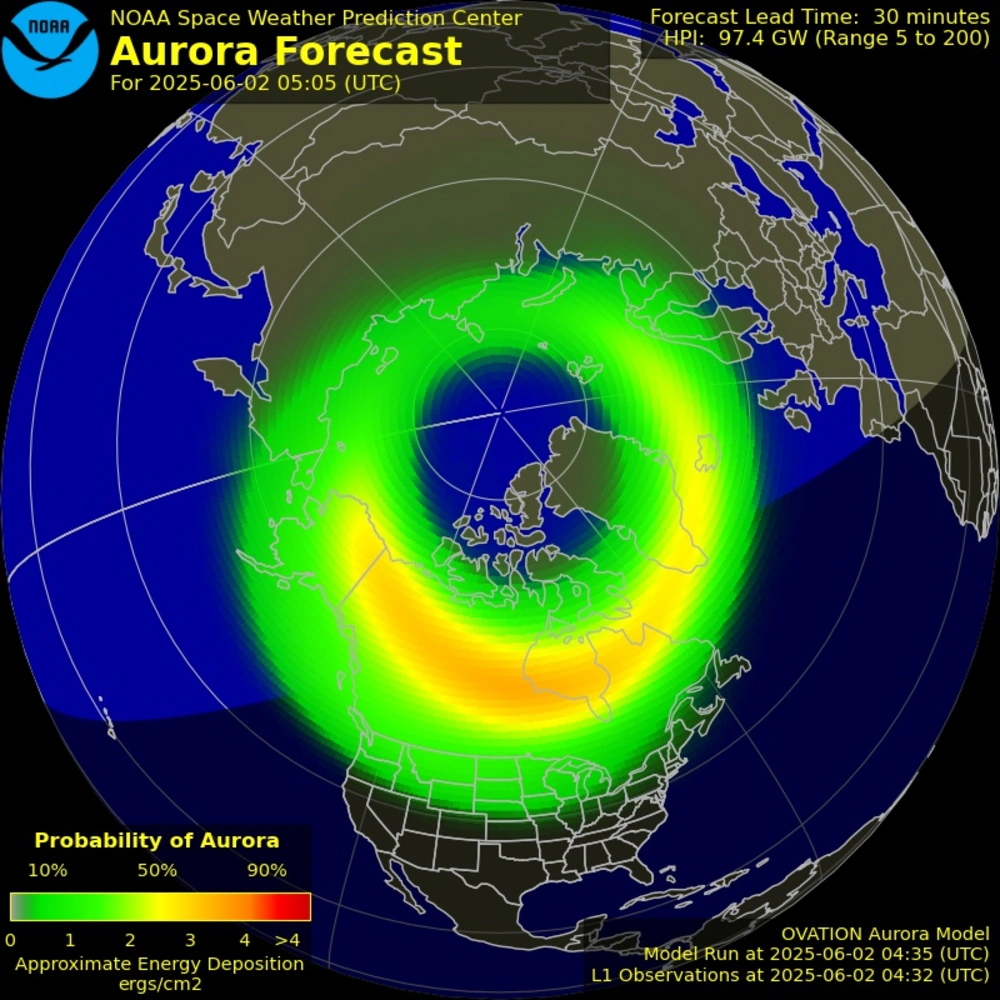 NOAA
NOAA Space Weather Prediction Center
Aurora Forecast
For 2025-06-02 05:05 (UTC)
Forecast Lead Time: 30 minutes
HPI: 97.4 GW (Range 5 to 200)
Probability of Aurora
10% 50% 90%
0 1 2 3 4 >4
Approximate Energy Deposition
ergs/cm2
OVATION Aurora Model
Model Run at 2025-06-02 04:35 (UTC)
L1 Observations at 2025-06-02 04:32 (UTC)